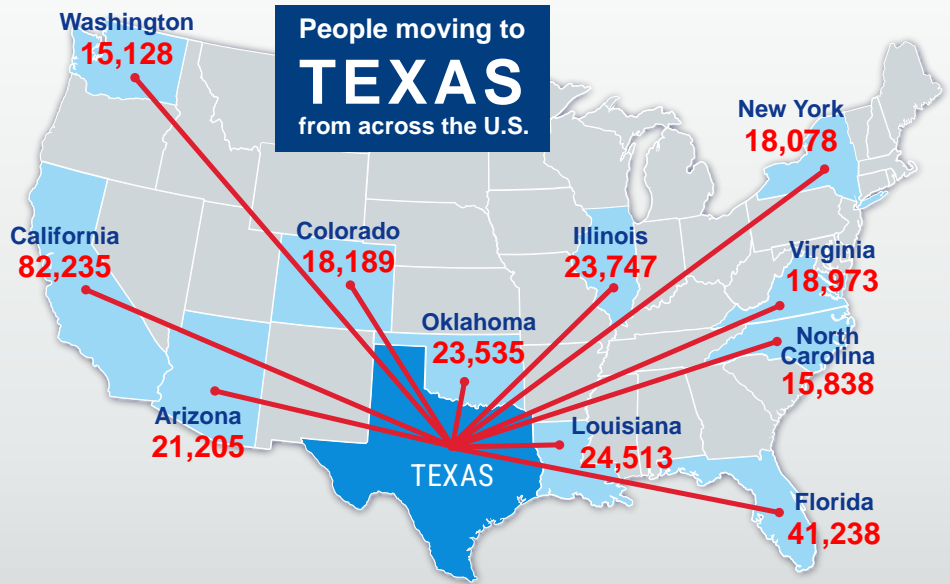 People moving to
TEXAS
from across the U.S.
Washington
15,128
New York
18,078
California
82,235
Colorado
18,189
Illinois
23,747
Virginia
18,973
Oklahoma
23,535
North
Carolina
15,838
Arizona
21,205
Louisiana
24,513
TEXAS
Florida
41,238